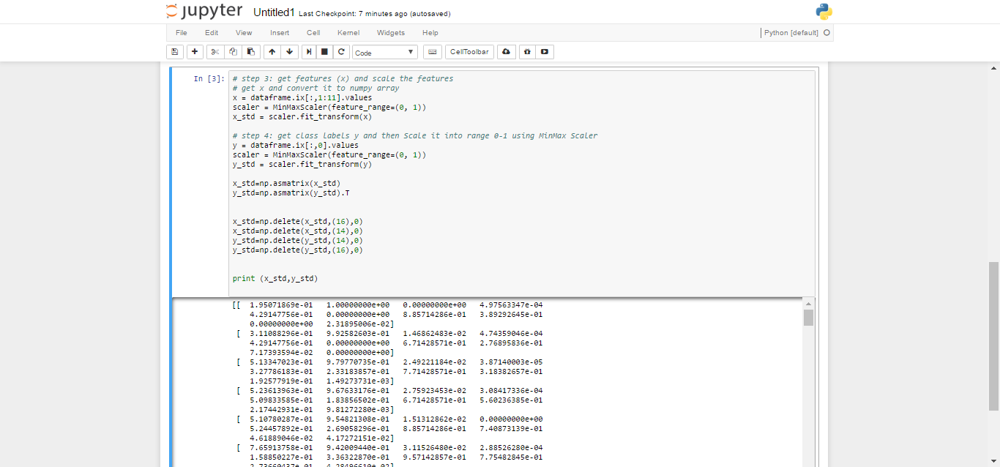 jupyter Untitled1 Last Checkpoint: 7 minutes ago (autosaved)
File Edit View Insert Cell Kernel Widgets Help Python [default]
Code CellToolbar
In [3]: # step 3: get features (x) and scale the features
# get x and convert it to numpy array
x = dataframe.ix[:,1:11].values
scaler = MinMaxScaler(feature_range=(0, 1))
x_std = scaler.fit_transform(x)
# step 4: get class labels y and then Scale it into range 0-1 using MinMax Scaler
y = dataframe.ix[:,0].values
scaler = MinMaxScaler(feature_range=(0, 1))
y_std = scaler.fit_transform(y)
x_std=np.asmatrix(x_std)
y_std=np.asmatrix(y_std).T
x_std=np.delete(x_std,(16),0)
x_std=np.delete(x_std,(14),0)
y_std=np.delete(y_std,(14),0)
y_std=np.delete(y_std,(16),0)
print (x_std,y_std)
[[ 1.95071869e-01 1.00000000e+00 0.00000000e+00 4.97563347e-04
4.29147756e-01 0.00000000e+00 8.85714286e-01 3.89292645e-01
0.00000000e+00 2.31895006e-02]
[ 3.11088296e-01 9.92582603e-01 1.46862483e-02 4.74359046e-04
4.29147756e-01 0.00000000e+00 6.71428571e-01 2.76895836e-01
7.17393594e-02 0.00000000e+00]
[ 5.13347023e-01 9.79770735e-01 2.49221184e-02 3.87140003e-05
3.27786183e-01 2.33183857e-01 7.71428571e-01 3.18382657e-01
1.92577919e-01 1.49273731e-03]
[ 5.23613963e-01 9.67633176e-01 2.75923453e-02 3.08417336e-04
5.09833585e-01 1.83856502e-01 6.71428571e-01 5.60236385e-01
2.17442931e-01 9.81272280e-03]
[ 5.10780287e-01 9.54821308e-01 1.51312862e-02 0.00000000e+00
5.24457892e-01 2.69058296e-01 8.85714286e-01 7.40873139e-01
4.61889046e-02 4.17272151e-02]
[ 7.65913758e-01 9.42009440e-01 3.11526480e-02 2.88526280e-04
1.58850227e-01 3.36322870e-01 9.57142857e-01 7.75482845e-01
2.73660437e-01 4.28496610e-02]